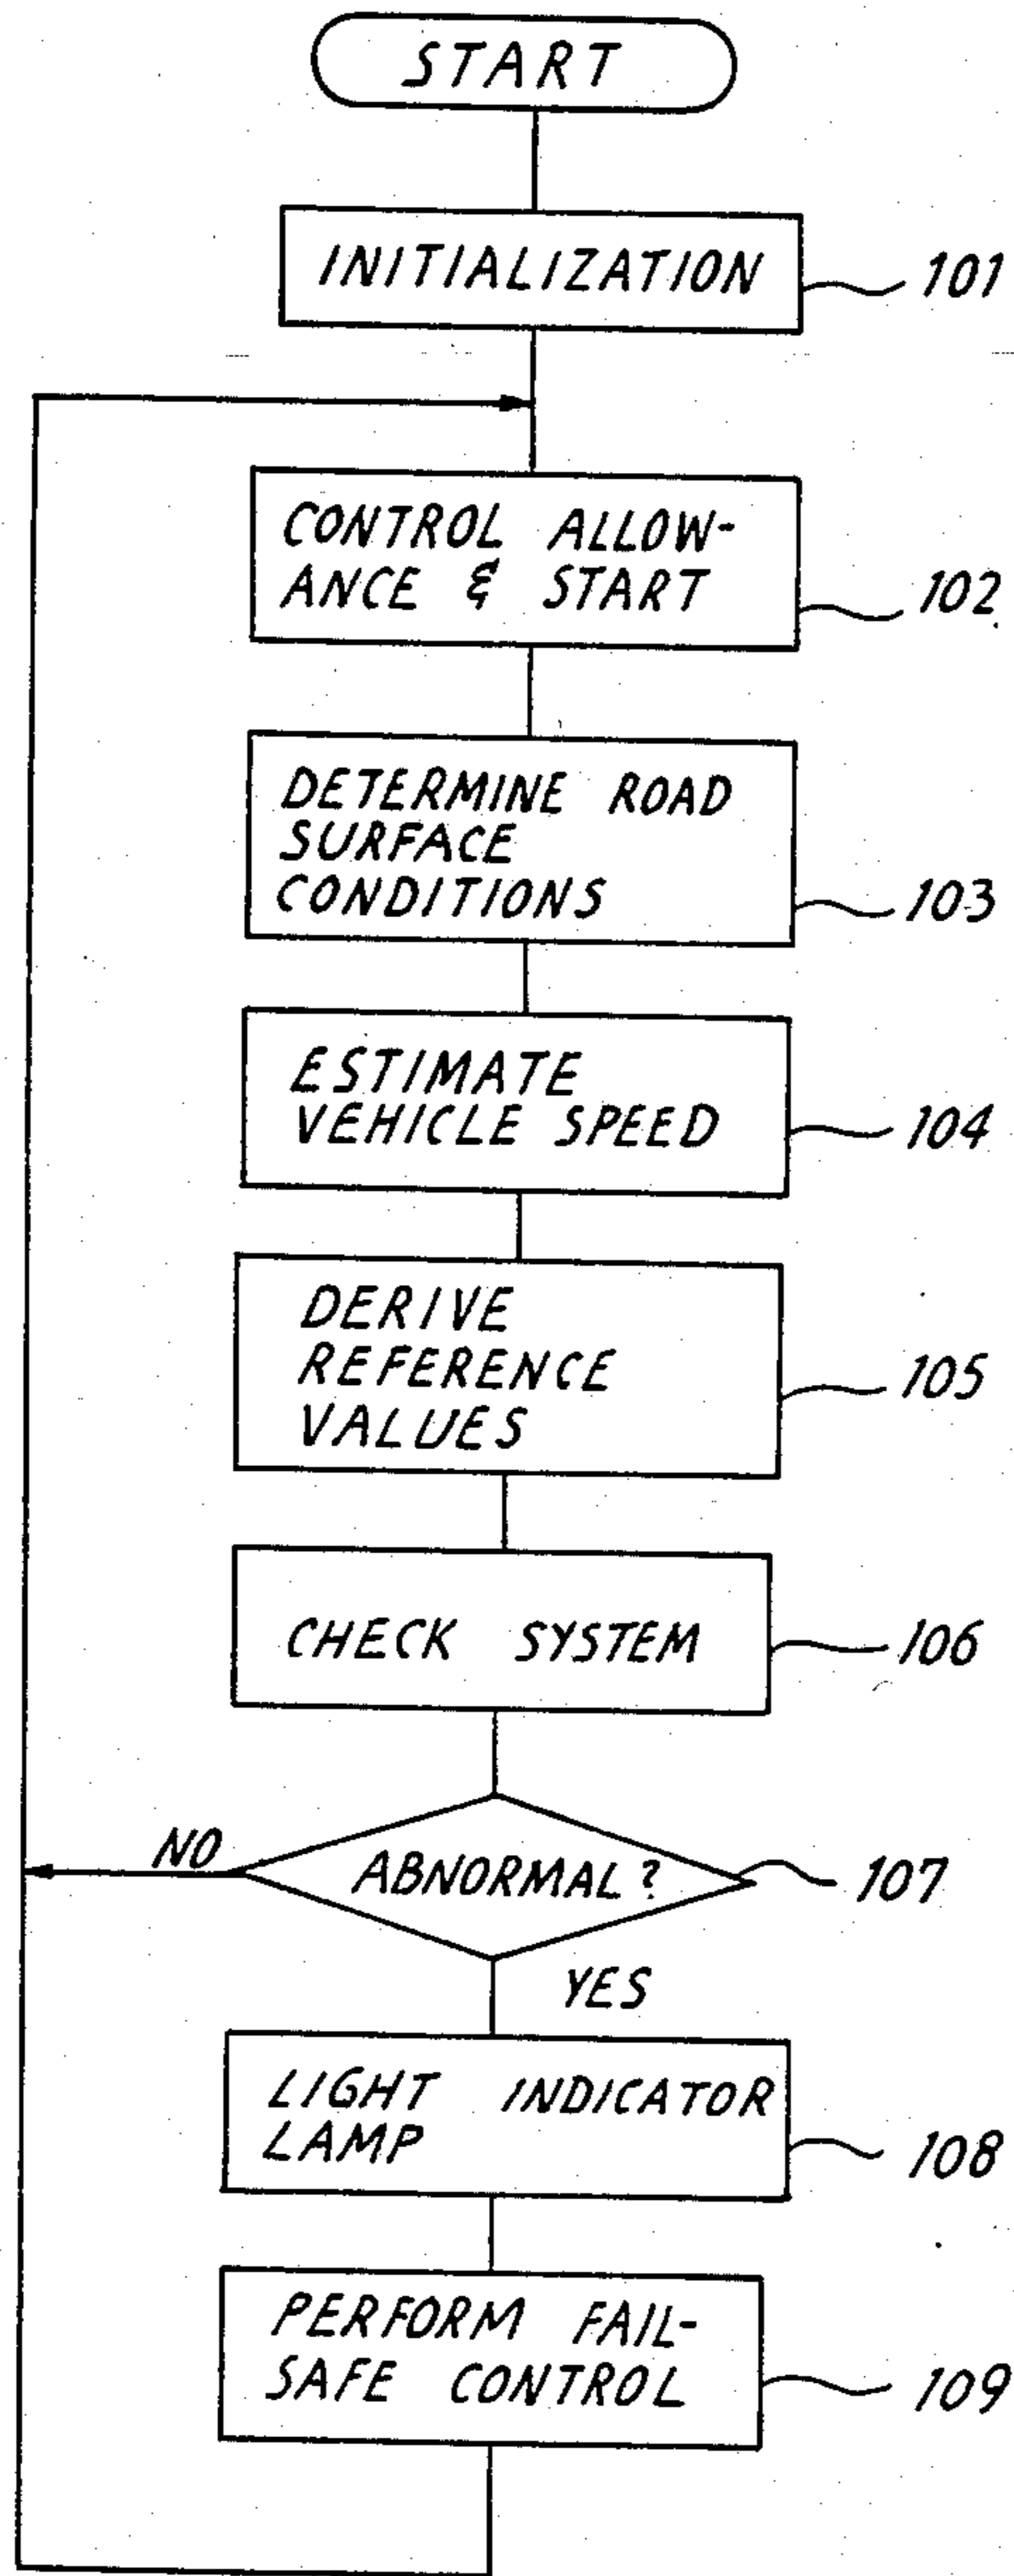 START
INITIALIZATION
101
CONTROL ALLOW-
ANCE & START
102
DETERMINE ROAD
SURFACE
CONDITIONS
103
ESTIMATE
VEHICLE SPEED
104
DERIVE
REFERENCE
VALUES
105
CHECK SYSTEM
106
NO
ABNORMAL?
107
YES
LIGHT INDICATOR
LAMP
108
PERFORM FAIL-
SAFE CONTROL
109